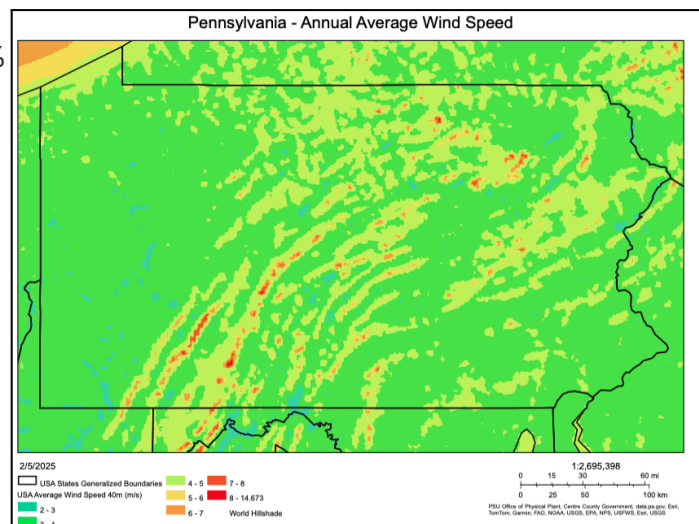 Pennsylvania - Annual Average Wind Speed
2/5/2025
USA States Generalized Boundaries
USA Average Wind Speed 40m (m/s)
2 - 3
3 - 4
4 - 5
5 - 6
6 - 7
7 - 8
8 - 14.673
World Hillshade
1:2,695,398
0 15 30 60 mi
0 25 50 100 km
PSU Office of Physical Plant, Centre County Government, data.pa.gov, Esri,
TomTom, Garmin, FAO, NOAA, USGS, EPA, NPS, USFWS, Esri, USGS